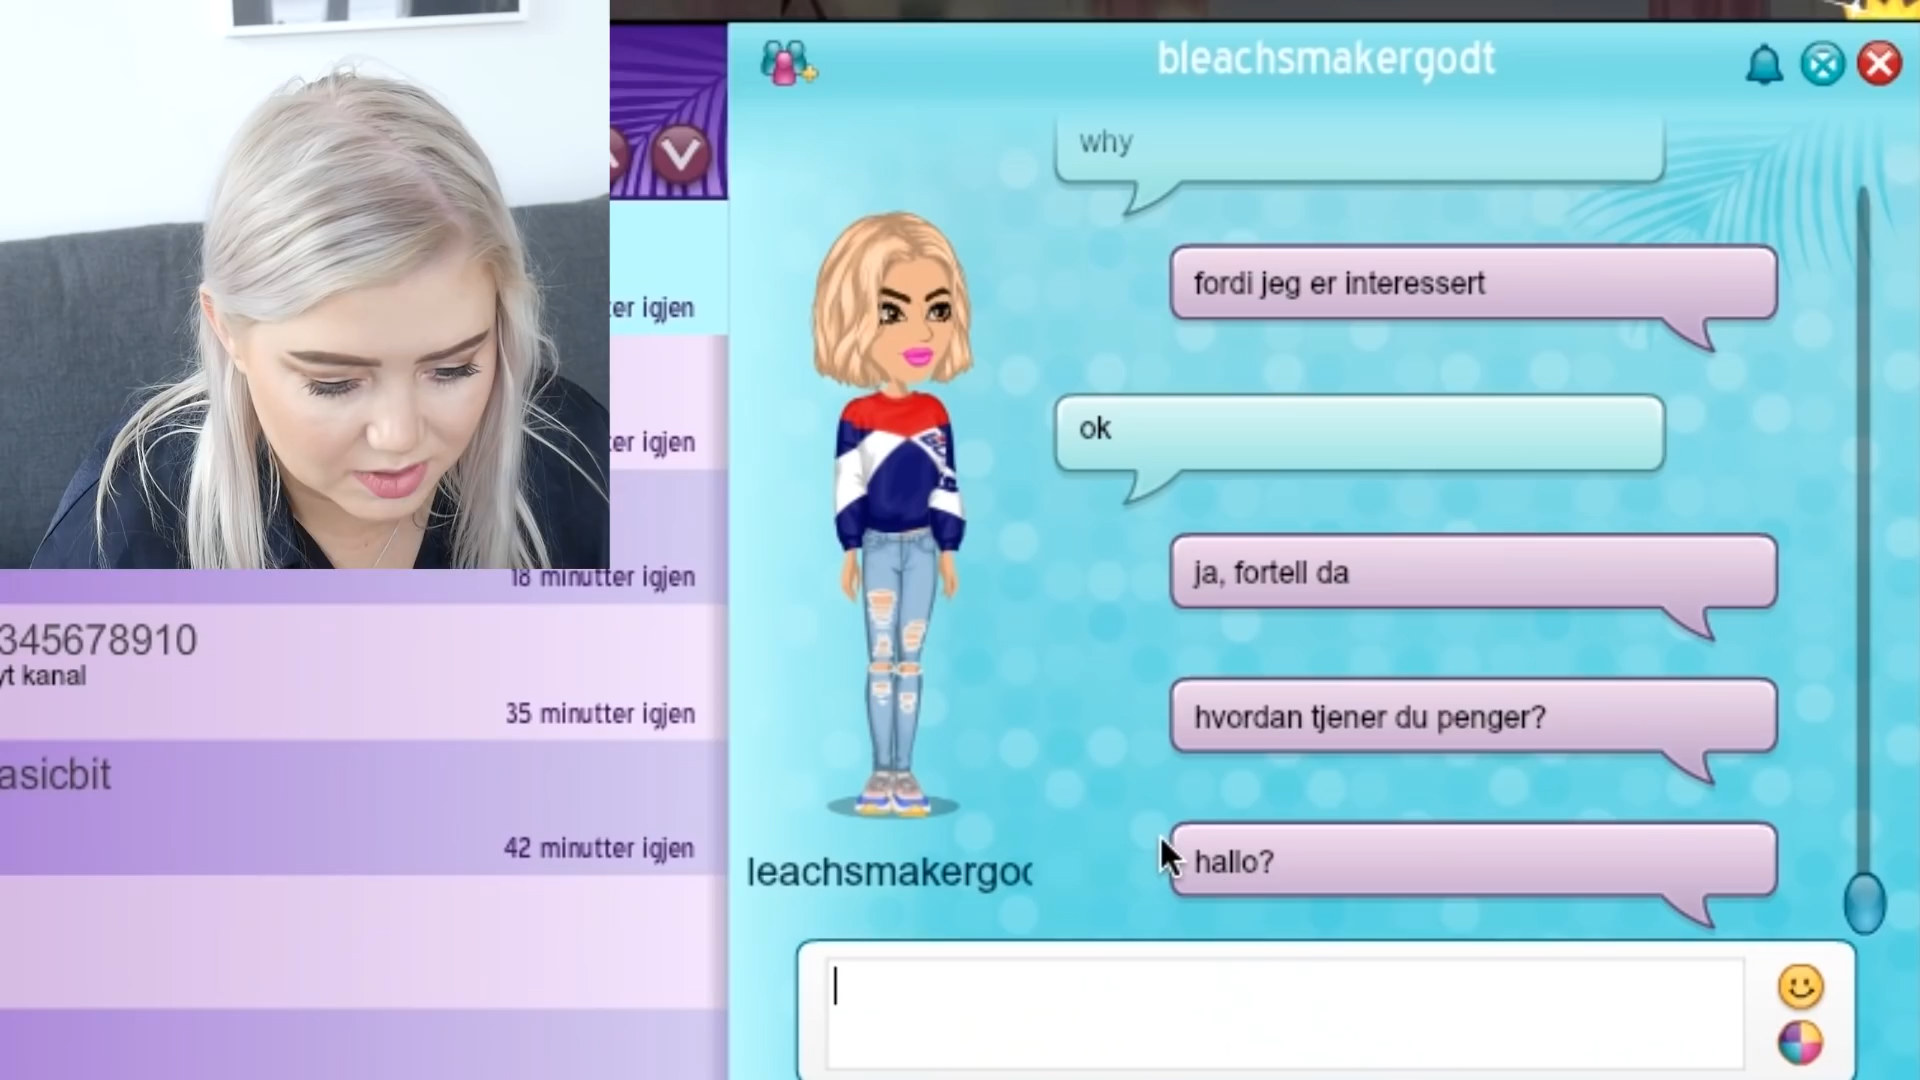 bleachsmakergodt
why
fordi jeg er interessert
ok
ja, fortell da
hvordan tjener du penger?
hallo?
leachsmakergod
er igjen
er igjen
18 minutter igjen
345678910
yt kanal
35 minutter igjen
asicbit
42 minutter igjen